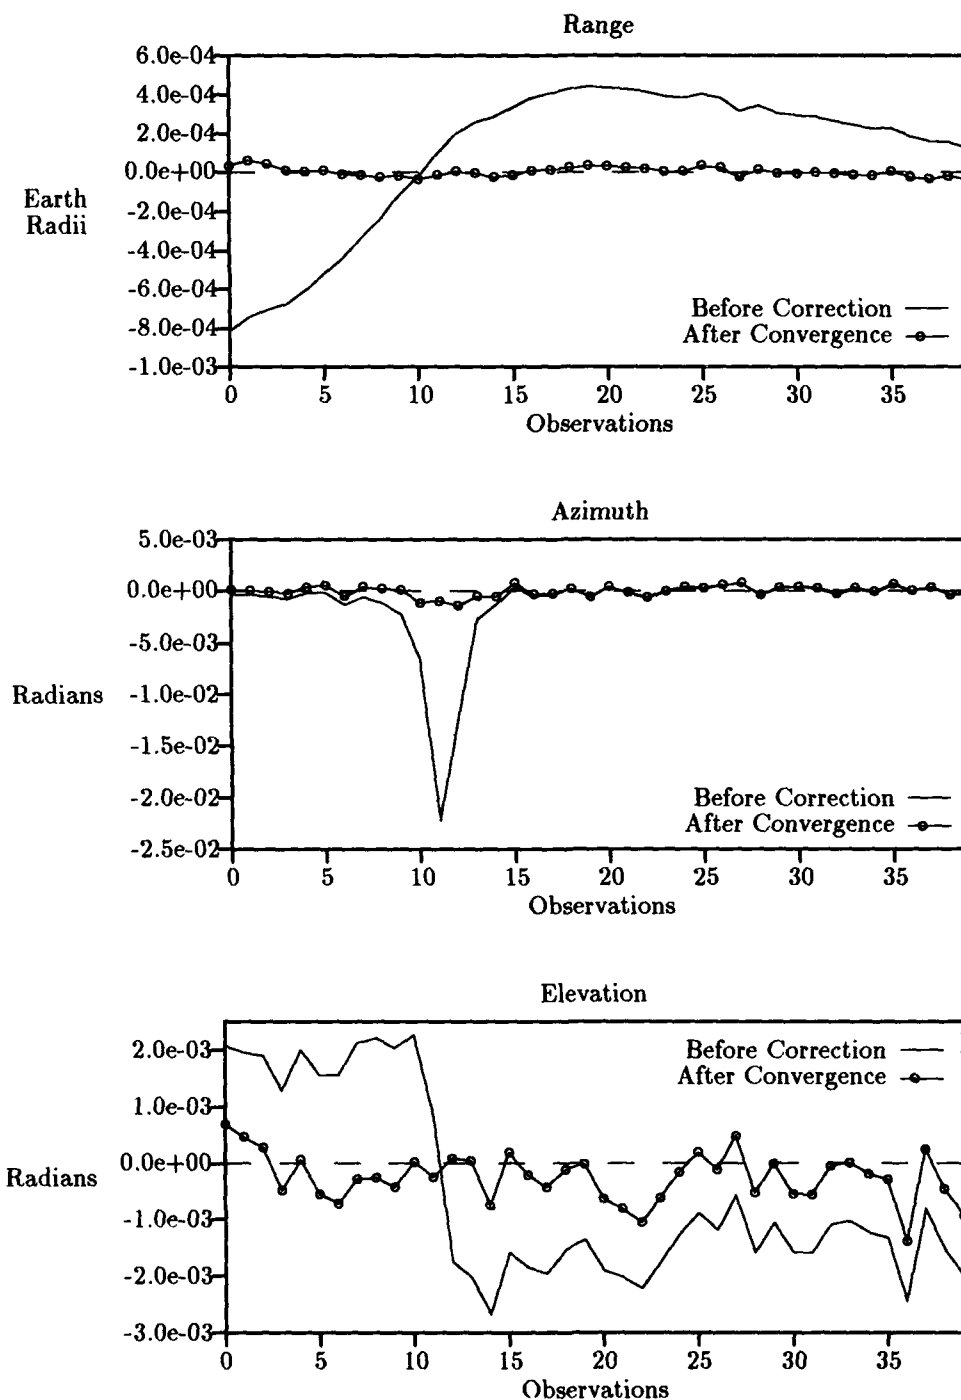 Range
6.0e-04
4.0e-04
2.0e-04
0.0e+00
Earth
Radii
-2.0e-04
-4.0e-04
-6.0e-04
-8.0e-04
-1.0e-03
Before Correction
After Convergence
0 5 10 15 20 25 30 35
Observations
Azimuth
5.0e-03
0.0e+00
-5.0e-03
Radians
-1.0e-02
-1.5e-02
-2.0e-02
-2.5e-02
Before Correction
After Convergence
0 5 10 15 20 25 30 35
Observations
Elevation
2.0e-03
1.0e-03
0.0e+00
Radians
-1.0e-03
-2.0e-03
-3.0e-03
Before Correction
After Convergence
0 5 10 15 20 25 30 35
Observations